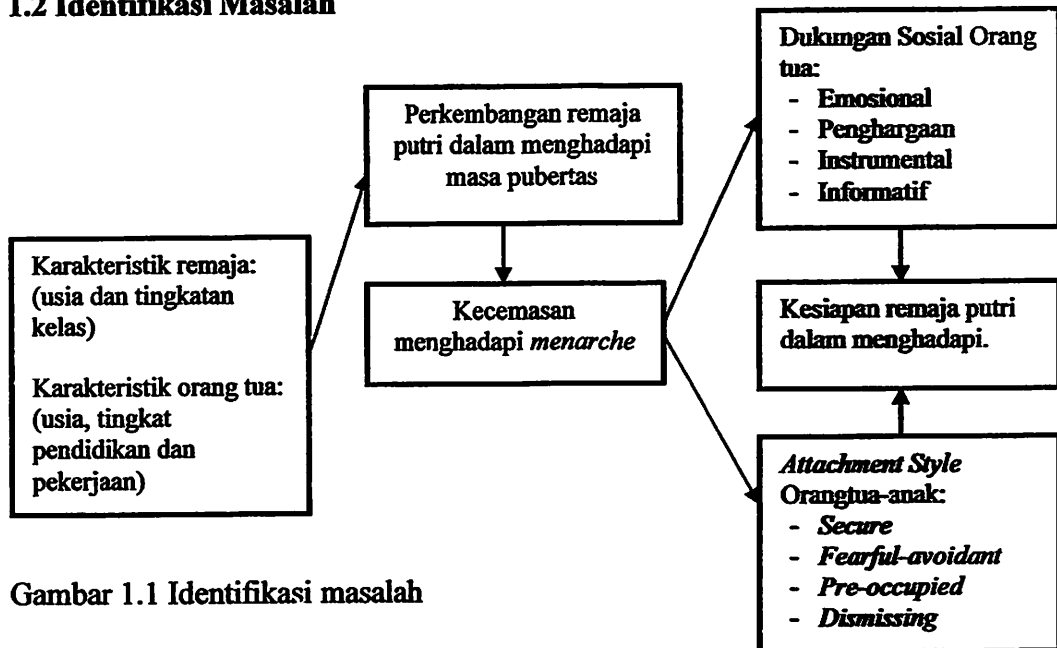 1.2 Identifikasi Masalah
Karakteristik remaja:
(usia dan tingkatan
kelas)
Karakteristik orang tua:
(usia, tingkat
pendidikan dan
pekerjaan)
Perkembangan remaja
putri dalam menghadapi
masa pubertas
Kecemasan
menghadapi menarche
Dukungan Sosial Orang
tua:
- Emosional
- Penghargaan
- Instrumental
- Informatif
Kesiapan remaja putri
dalam menghadapi.
Attachment Style
Orangtua-anak:
- Secure
- Fearful-avoidant
- Pre-occupied
- Dismissing
Gambar 1.1 Identifikasi masalah